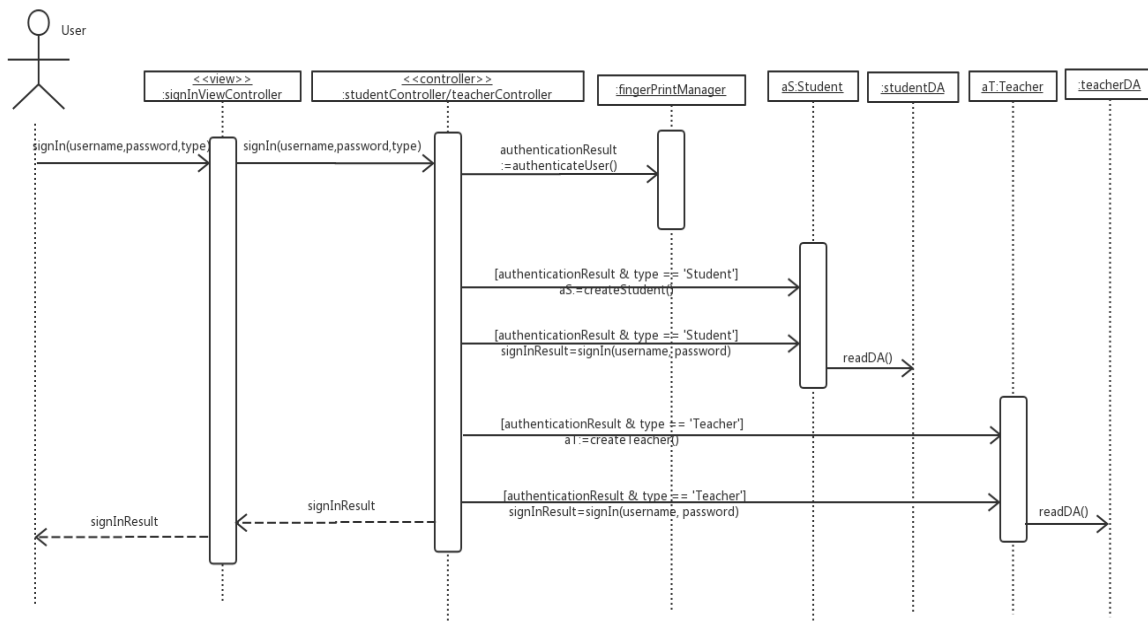 User
<<view>>
:signInViewController
<<controller>>
:studentController/teacherController
:fingerPrintManager
aS:Student
:studentDA
aT:Teacher
:teacherDA
signIn(username,password,type)
signIn(username,password,type)
authenticationResult
:=authenticateUser()
[authenticationResult & type == 'Student']
aS:=createStudent()
[authenticationResult & type == 'Student']
signInResult=signIn(username, password)
readDA()
[authenticationResult & type == 'Teacher']
aT:=createTeacher()
[authenticationResult & type == 'Teacher']
signInResult=signIn(username, password)
readDA()
signInResult
signInResult